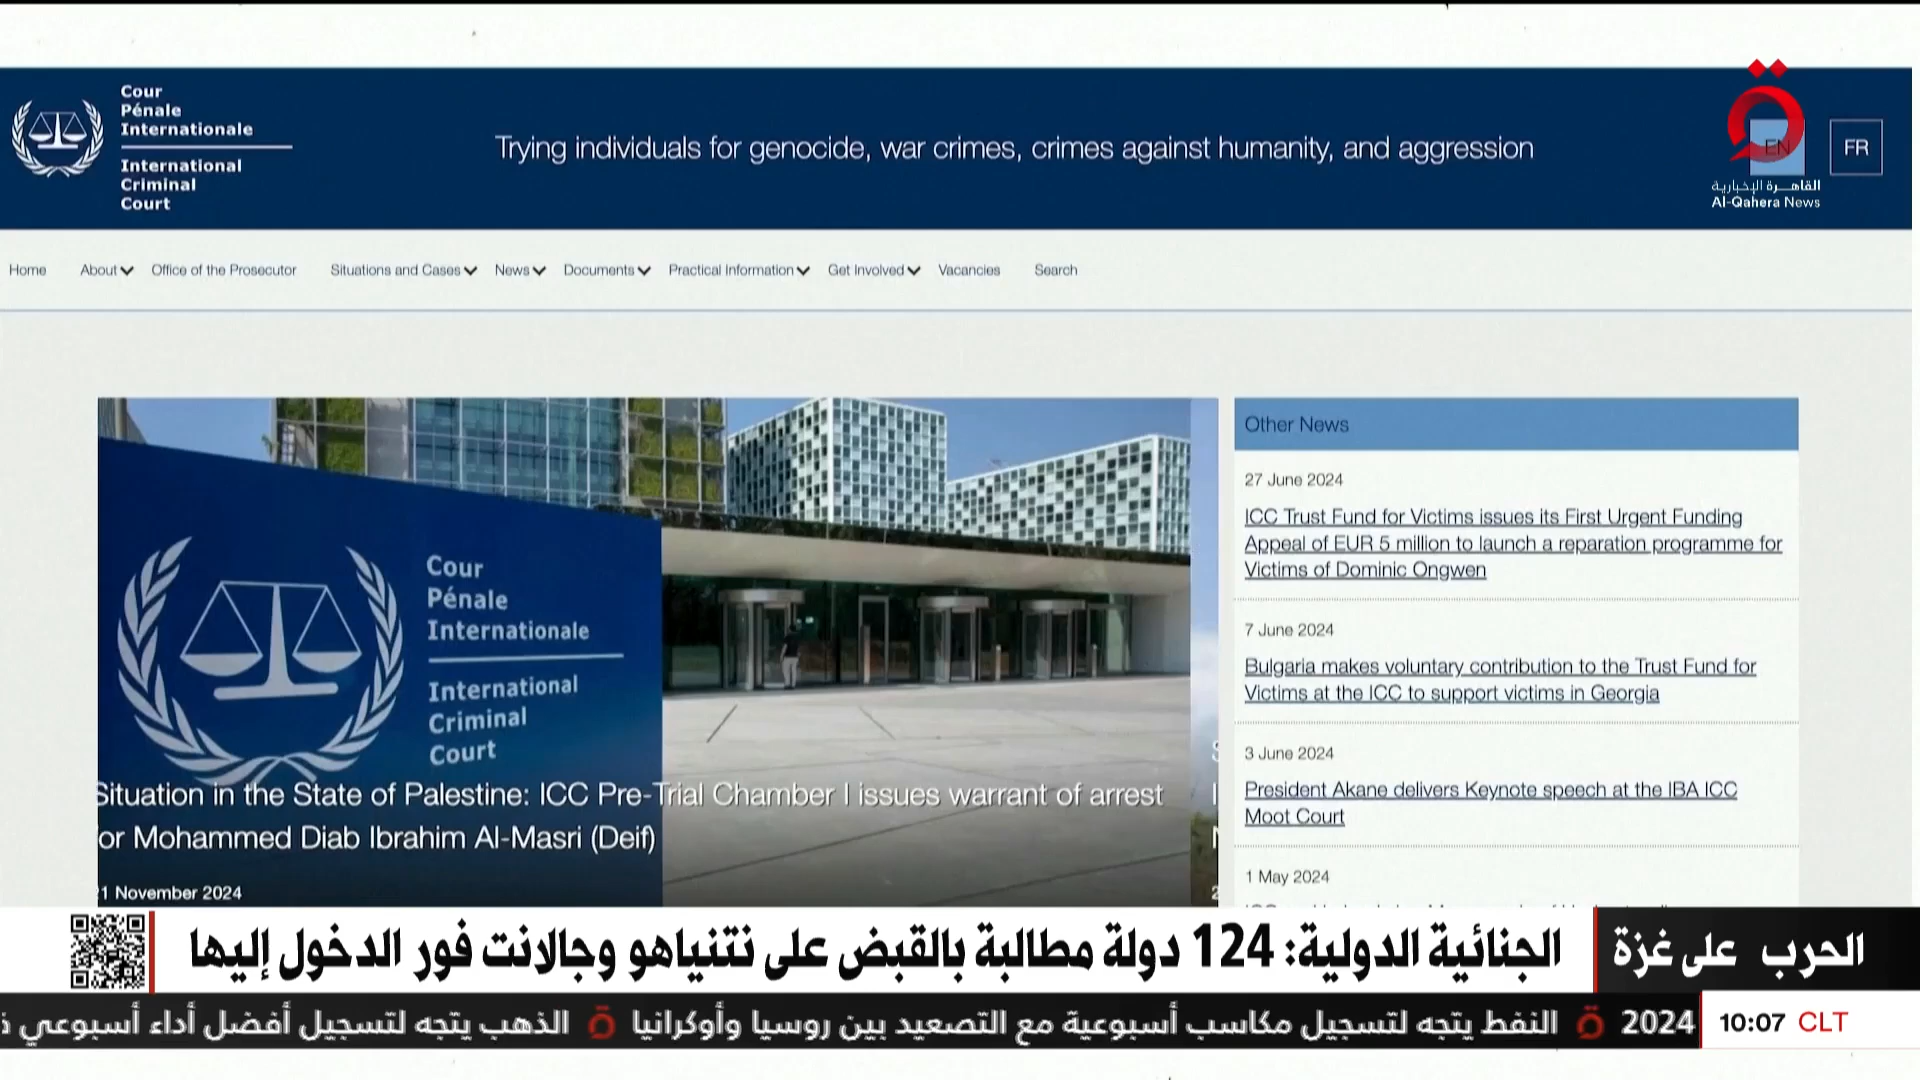 Cour
Pénale
Internationale
International
Criminal
Court
Trying individuals for genocide, war crimes, crimes against humanity, and aggression
EN
FR
القاهرة الإخبارية
Al-Qahera News
Home About Office of the Prosecutor Situations and Cases News Documents Practical Information Get Involved Vacancies Search
Cour
Pénale
Internationale
International
Criminal
Court
Situation in the State of Palestine: ICC Pre-Trial Chamber I issues warrant of arrest
or Mohammed Diab Ibrahim Al-Masri (Deif)
21 November 2024
Other News
27 June 2024
ICC Trust Fund for Victims issues its First Urgent Funding
Appeal of EUR 5 million to launch a reparation programme for
Victims of Dominic Ongwen
7 June 2024
Bulgaria makes voluntary contribution to the Trust Fund for
Victims at the ICC to support victims in Georgia
3 June 2024
President Akane delivers Keynote speech at the IBA ICC
Moot Court
1 May 2024
الحرب على غزة
الجنائية الدولية: 124 دولة مطالبة بالقبض على نتنياهو وجالانت فور الدخول إليها
2024 النفط يتجه لتسجيل مكاسب أسبوعية مع التصعيد بين روسيا وأوكرانيا الذهب يتجه لتسجيل أفضل أداء أسبوعي
10:07 CLT